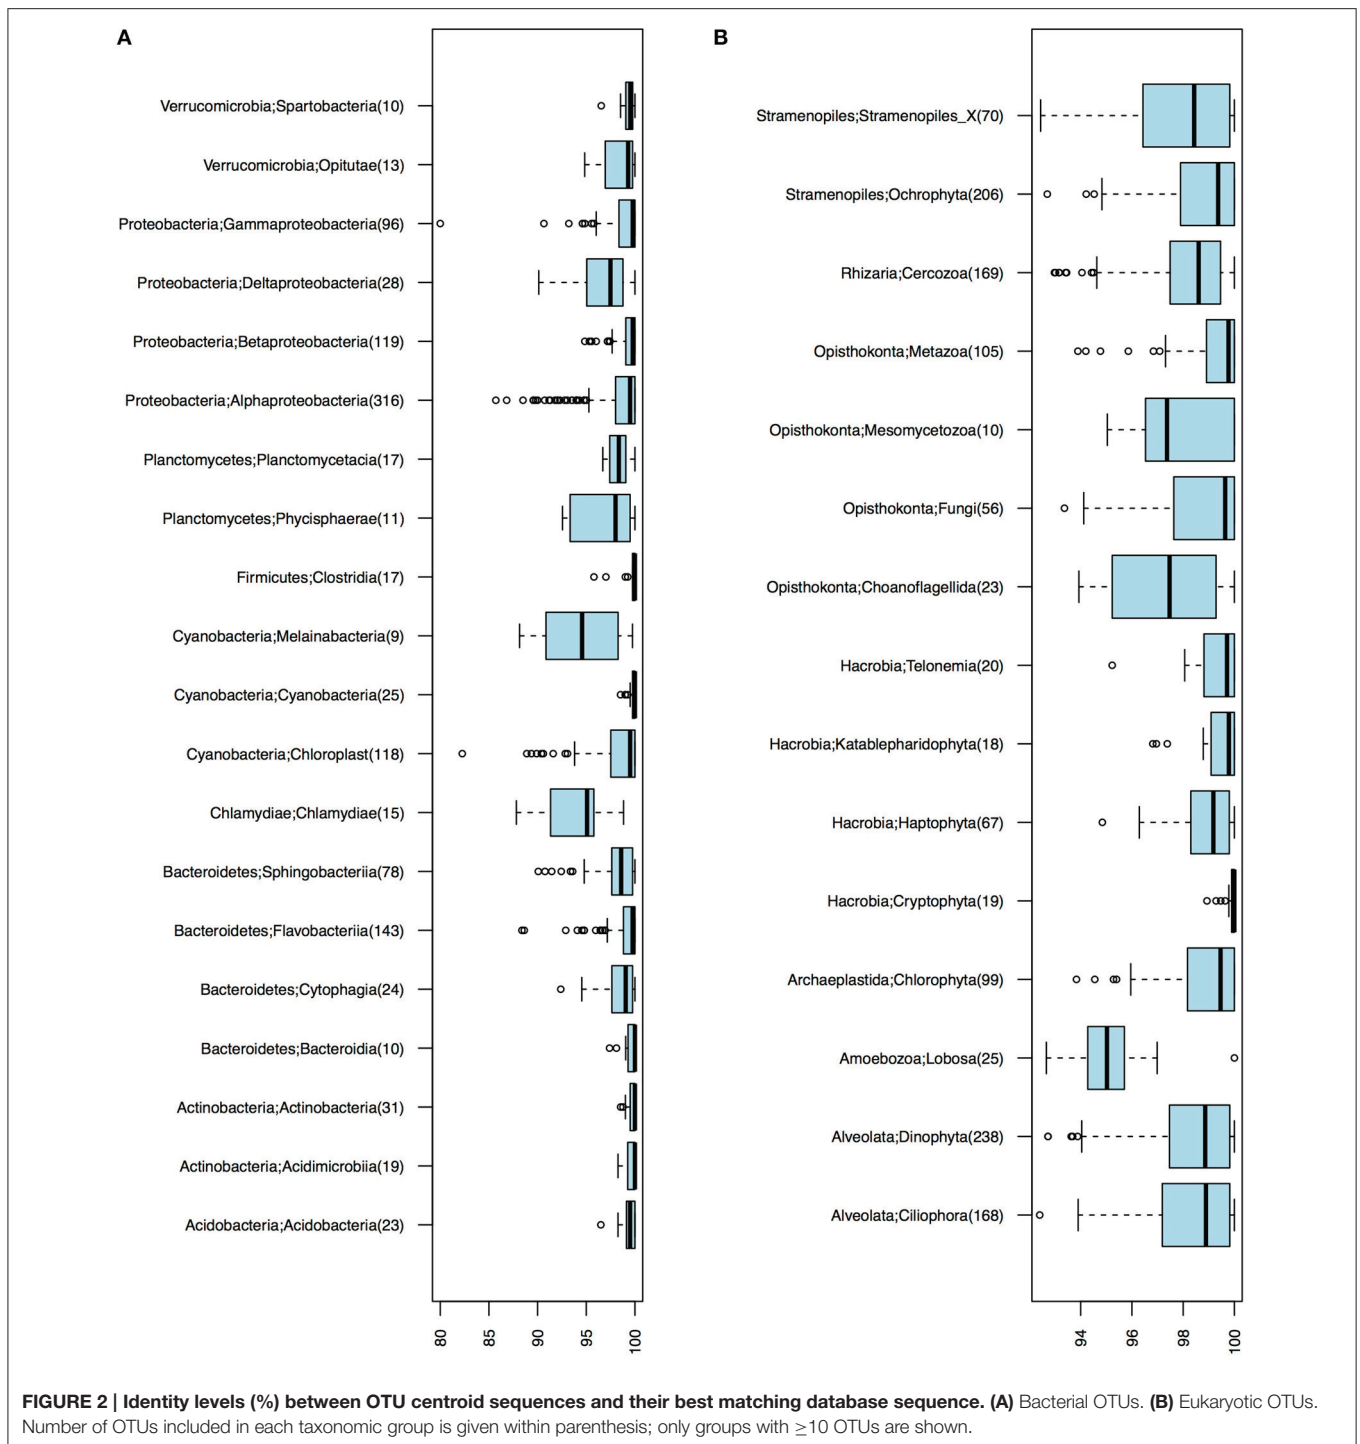 A
Verrucomicrobia;Spartobacteria(10)
Verrucomicrobia;Opitutae(13)
Proteobacteria;Gammaproteobacteria(96)
Proteobacteria;Deltaproteobacteria(28)
Proteobacteria;Betaproteobacteria(119)
Proteobacteria;Alphaproteobacteria(316)
Planctomycetes;Planctomycetacia(17)
Planctomycetes;Phycisphaerae(11)
Firmicutes;Clostridia(17)
Cyanobacteria;Melainabacteria(9)
Cyanobacteria;Cyanobacteria(25)
Cyanobacteria;Chloroplast(118)
Chlamydiae;Chlamydiae(15)
Bacteroidetes;Sphingobacteriia(78)
Bacteroidetes;Flavobacteriia(143)
Bacteroidetes;Cytophagia(24)
Bacteroidetes;Bacteroidia(10)
Actinobacteria;Actinobacteria(31)
Actinobacteria;Acidimicrobiia(19)
Acidobacteria;Acidobacteria(23)
80 85 90 95 100
B
Stramenopiles;Stramenopiles_X(70)
Stramenopiles;Ochrophyta(206)
Rhizaria;Cercozoa(169)
Opisthokonta;Metazoa(105)
Opisthokonta;Mesomycetozoa(10)
Opisthokonta;Fungi(56)
Opisthokonta;Choanoflagellida(23)
Hacrobia;Telonemia(20)
Hacrobia;Katablepharidophyta(18)
Hacrobia;Haptophyta(67)
Hacrobia;Cryptophyta(19)
Archaeplastida;Chlorophyta(99)
Amoebozoa;Lobosa(25)
Alveolata;Dinophyta(238)
Alveolata;Ciliophora(168)
94 96 98 100
FIGURE 2 | Identity levels (%) between OTU centroid sequences and their best matching database sequence. (A) Bacterial OTUs. (B) Eukaryotic OTUs.
Number of OTUs included in each taxonomic group is given within parenthesis; only groups with ≥10 OTUs are shown.